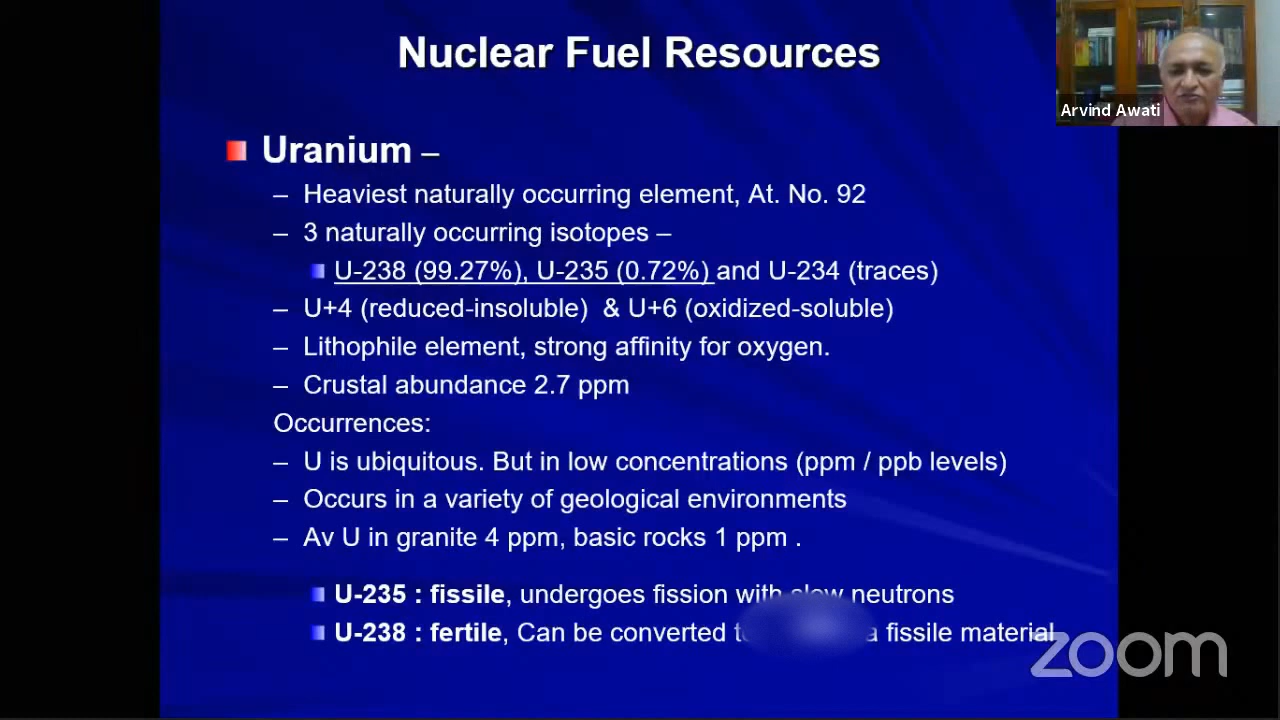 Nuclear Fuel Resources
Arvind Awati
Uranium –
– Heaviest naturally occurring element, At. No. 92
– 3 naturally occurring isotopes –
U-238 (99.27%), U-235 (0.72%) and U-234 (traces)
– U+4 (reduced-insoluble) & U+6 (oxidized-soluble)
– Lithophile element, strong affinity for oxygen.
– Crustal abundance 2.7 ppm
Occurrences:
– U is ubiquitous. But in low concentrations (ppm / ppb levels)
– Occurs in a variety of geological environments
– Av U in granite 4 ppm, basic rocks 1 ppm .
U-235 : fissile, undergoes fission with slow neutrons
U-238 : fertile, Can be converted a fissile material
zoom